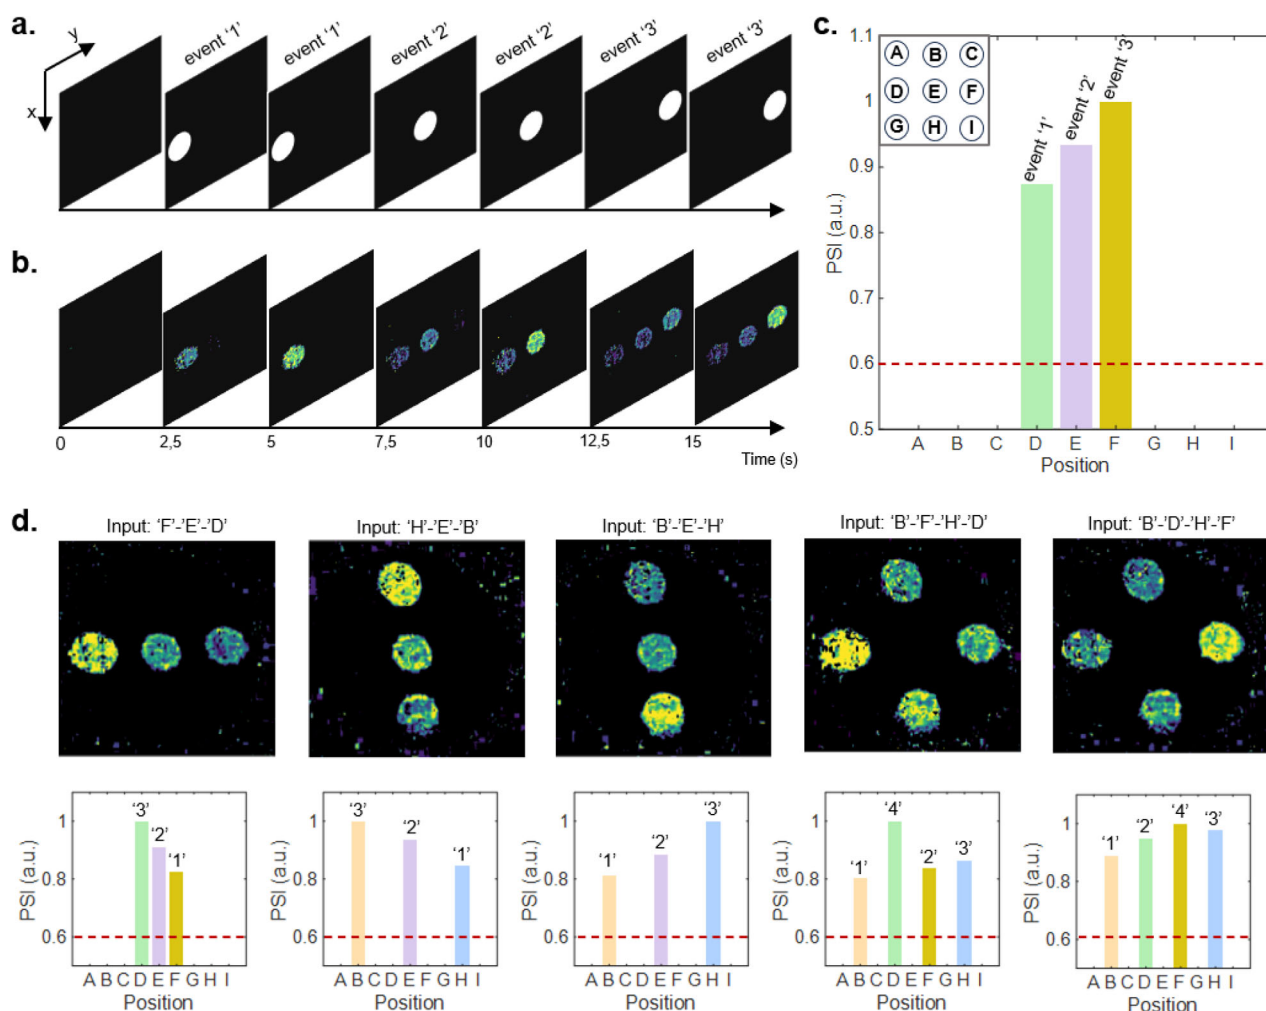 a.
y
x
event ‘1’
event ‘1’
event ‘2’
event ‘2’
event ‘3’
event ‘3’
b.
0
2,5
5
7,5
10
12,5
15
Time (s)
c.
A B C
D E F
G H I
event ‘1’
event ‘2’
event ‘3’
1.1
1
0.9
0.8
0.7
0.6
0.5
PSI (a.u.)
A B C D E F G H I
Position
d.
Input: ‘F’-’E’-’D’
Input: ‘H’-’E’-’B’
Input: ‘B’-’E’-’H’
Input: ‘B’-’F’-’H’-’D’
Input: ‘B’-’D’-’H’-’F’
PSI (a.u.)
1
0.8
0.6
‘3’
‘2’
‘1’
A B C D E F G H I
Position
PSI (a.u.)
1
0.8
0.6
‘3’
‘2’
‘1’
A B C D E F G H I
Position
PSI (a.u.)
1
0.8
0.6
‘1’
‘2’
‘3’
A B C D E F G H I
Position
PSI (a.u.)
1
0.8
0.6
‘1’
‘4’
‘2’
‘3’
A B C D E F G H I
Position
PSI (a.u.)
1
0.8
0.6
‘1’
‘2’
‘4’
‘3’
A B C D E F G H I
Position